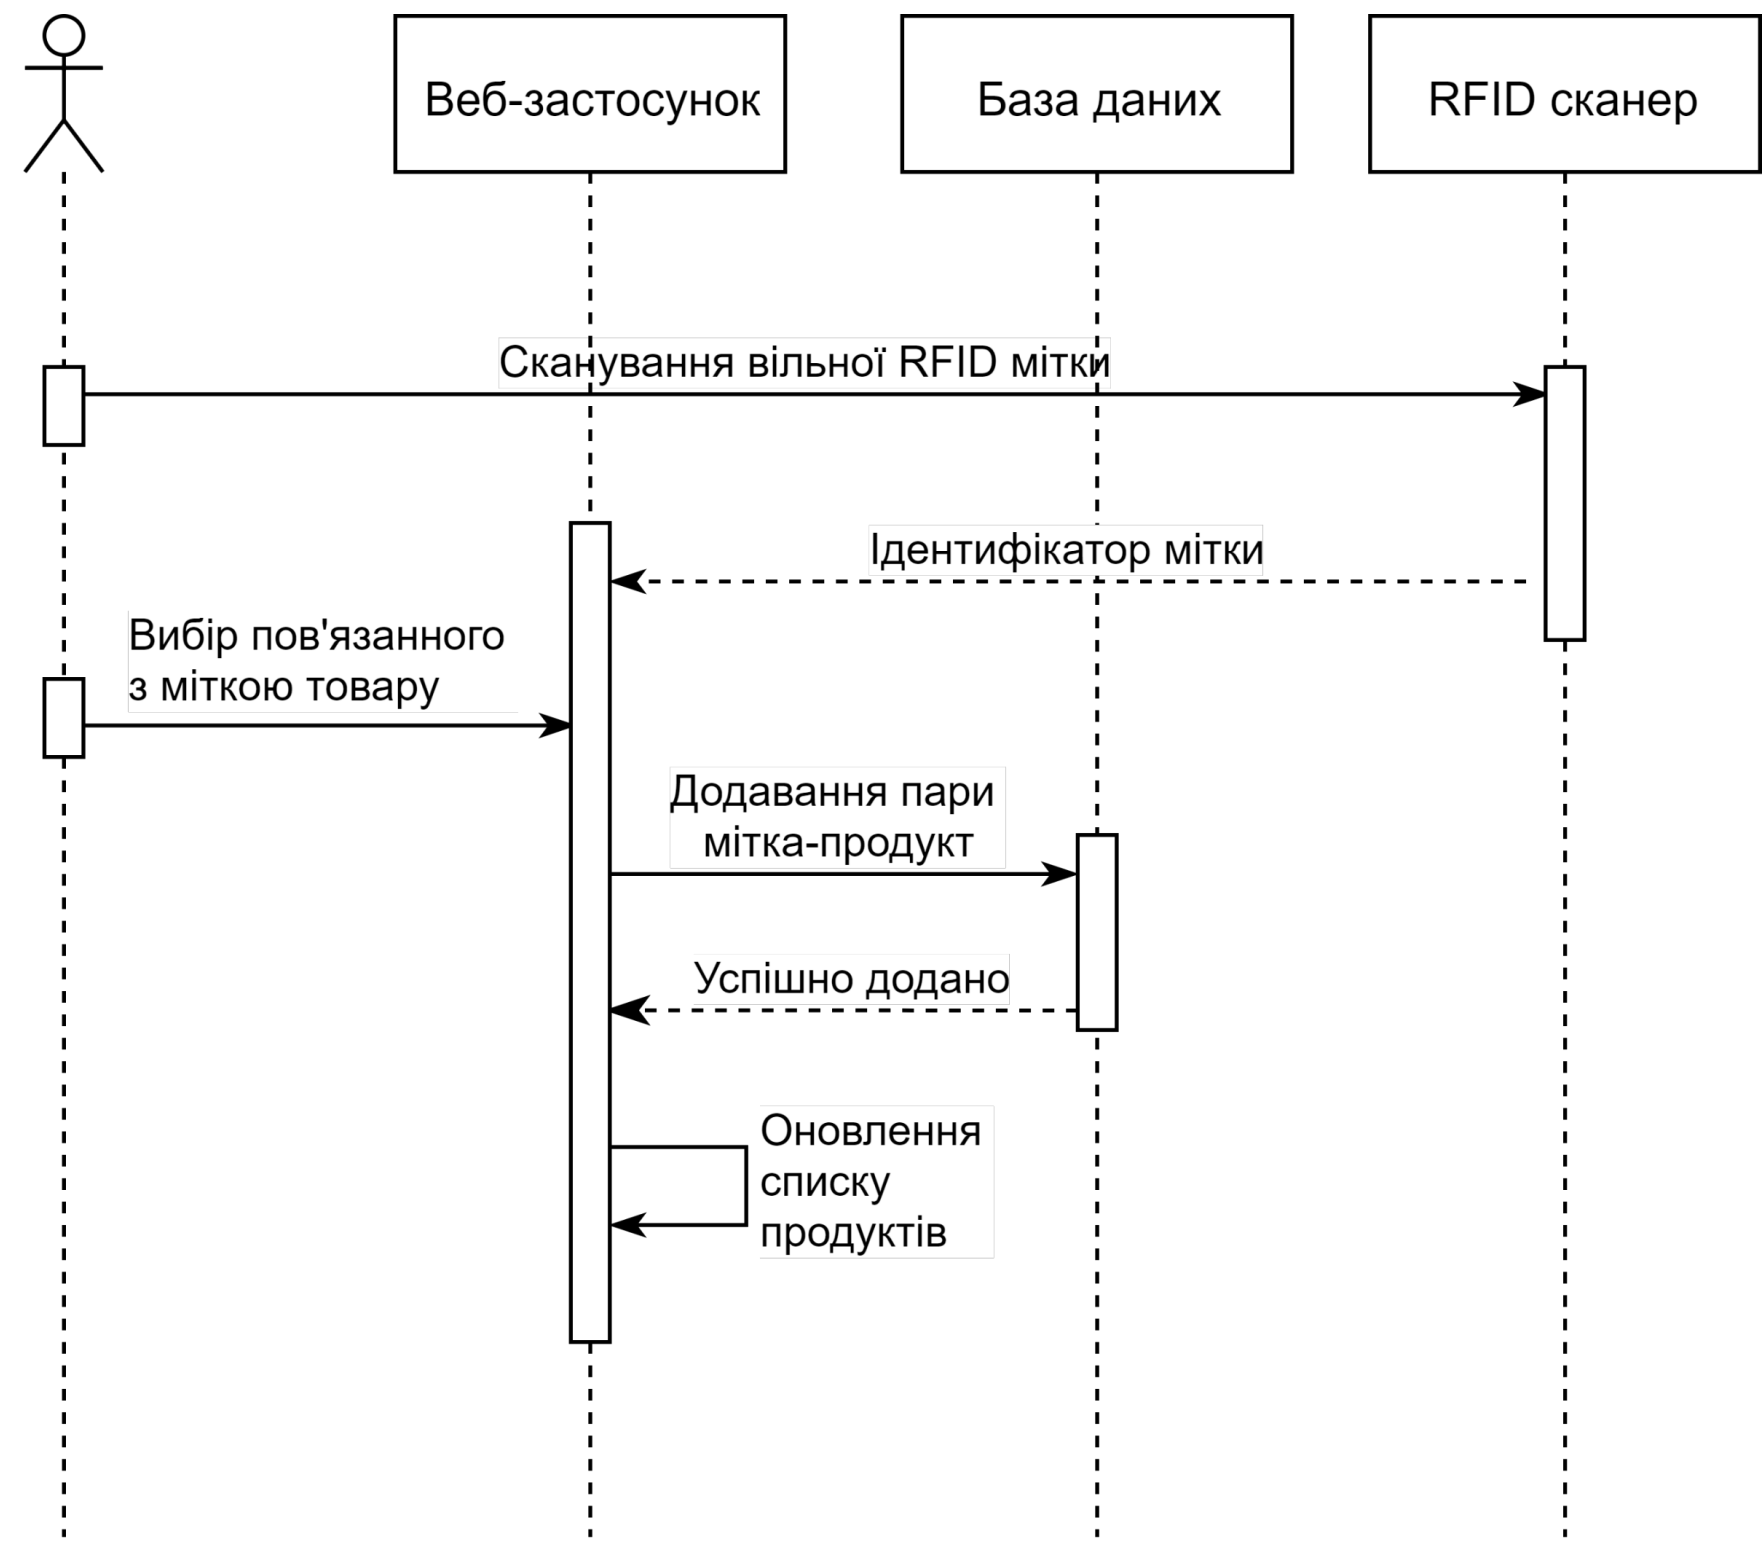 Веб-застосунок
База даних
RFID сканер
Сканування вільної RFID мітки
Ідентифікатор мітки
Вибір пов'язанного
з міткою товару
Додавання пари
мітка-продукт
Успішно додано
Оновлення
списку
продуктів